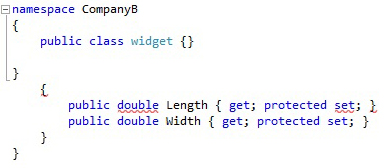 namespace CompanyB
{
public class widget {}
}
{
public double Length { get; protected set; }
public double Width { get; protected set; }
}
}